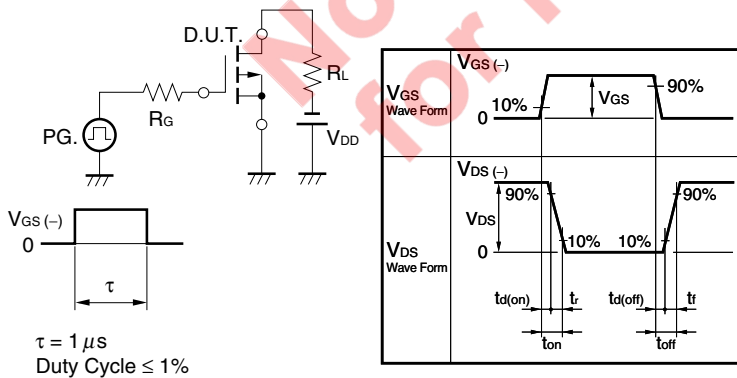 D.U.T.
RL
RG
PG.
VDD
VGS (−)
0
τ
τ = 1 μs
Duty Cycle ≤ 1%
VGS
Wave Form
VGS (−)
10%
0
VGS
90%
VDS
Wave Form
VDS (−)
90%
VDS
0
10%
10%
90%
td(on)
tr
td(off)
tf
ton
toff